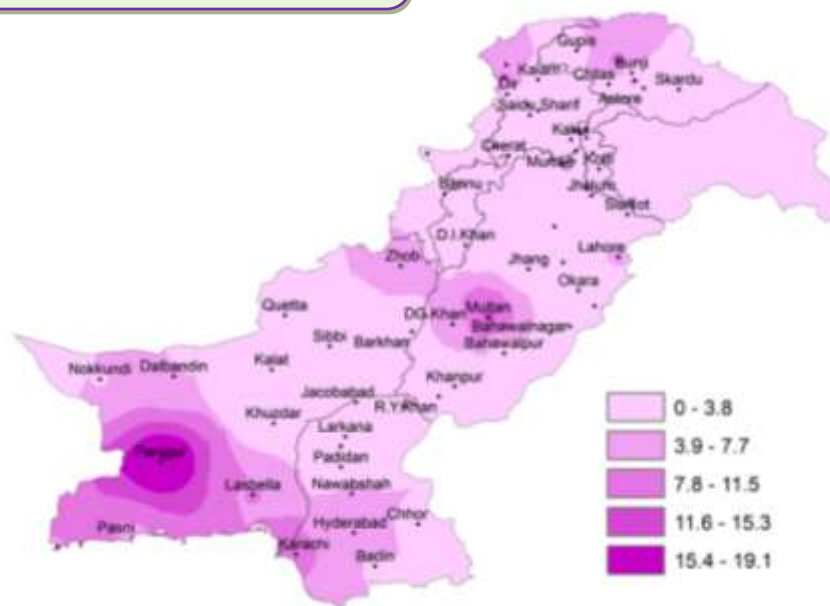 Gupis
Bunji
Chilas
Skardu
Dir
Astore
Saidu Sharif
Cherat
Kotli
Bannu
Jhelum
Sialkot
D.I.Khan
Lahore
Zhob
Jhang
Okara
Quetta
DG.Khan
Multan
Bahawalnagar
Sibbi
Barkhan
Bahawalpur
Kalat
Nokkundi
Dalbandin
Khanpur
Jacobabad
R.Y.Khan
Khuzdar
Larkana
Panjgur
Padidan
Lasbella
Nawabshah
Pasni
Hyderabad
Chhor
Karachi
Badin
0 - 3.8
3.9 - 7.7
7.8 - 11.5
11.6 - 15.3
15.4 - 19.1